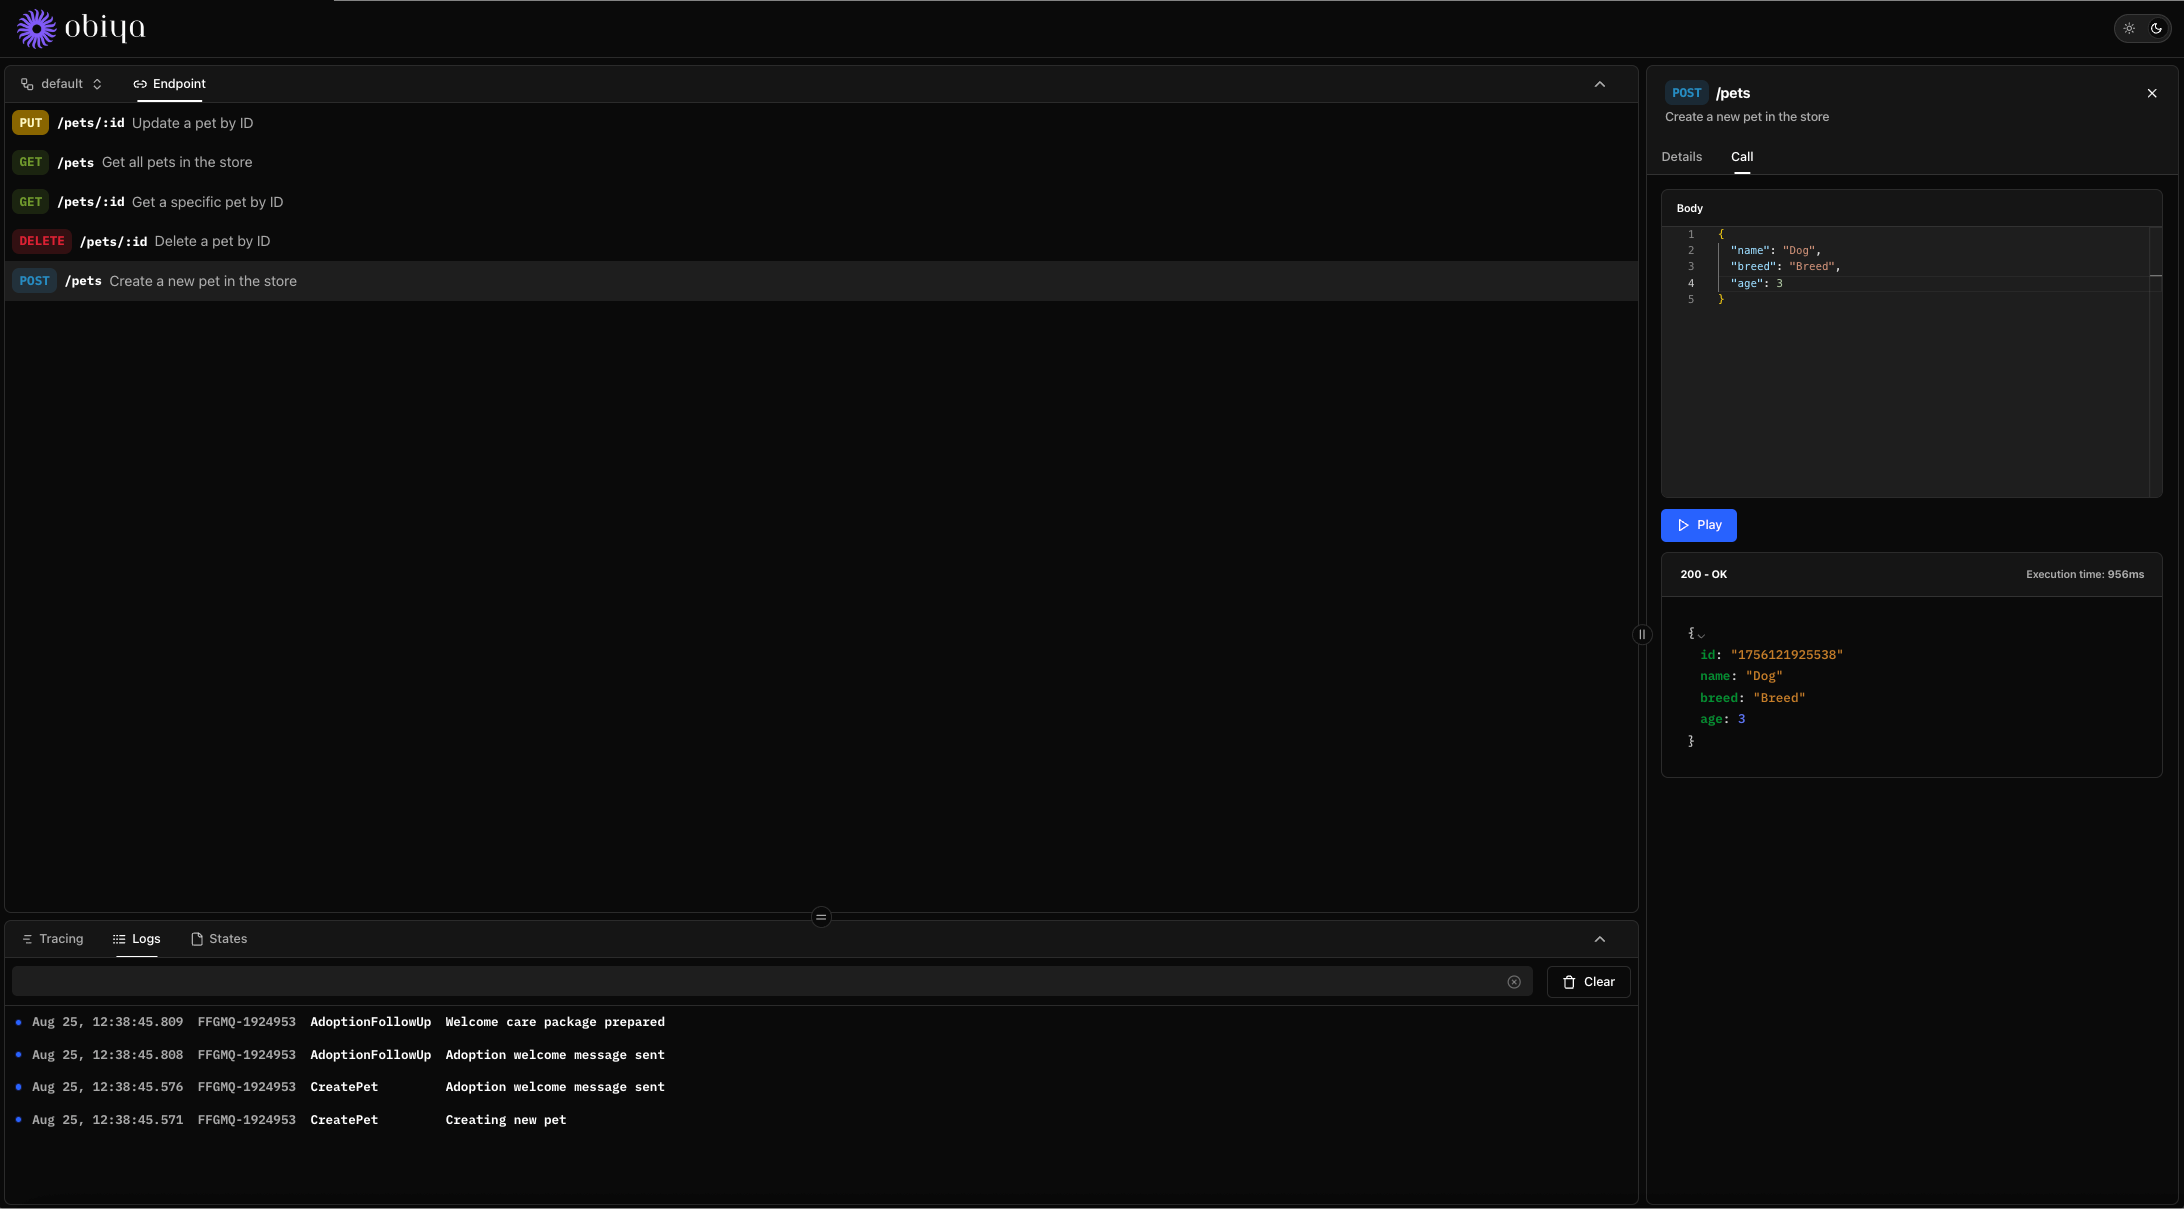 obiya
default
Endpoint
PUT /pets/:id Update a pet by ID
GET /pets Get all pets in the store
GET /pets/:id Get a specific pet by ID
DELETE /pets/:id Delete a pet by ID
POST /pets Create a new pet in the store
Tracing
Logs
States
Clear
Aug 25, 12:38:45.809 FFGMQ-1924953 AdoptionFollowUp Welcome care package prepared
Aug 25, 12:38:45.808 FFGMQ-1924953 AdoptionFollowUp Adoption welcome message sent
Aug 25, 12:38:45.576 FFGMQ-1924953 CreatePet Adoption welcome message sent
Aug 25, 12:38:45.571 FFGMQ-1924953 CreatePet Creating new pet
POST /pets
Create a new pet in the store
Details
Call
Body
1 {
2 "name": "Dog",
3 "breed": "Breed",
4 "age": 3
5 }
Play
200 - OK
Execution time: 956ms
{
id: "1756121925538"
name: "Dog"
breed: "Breed"
age: 3
}